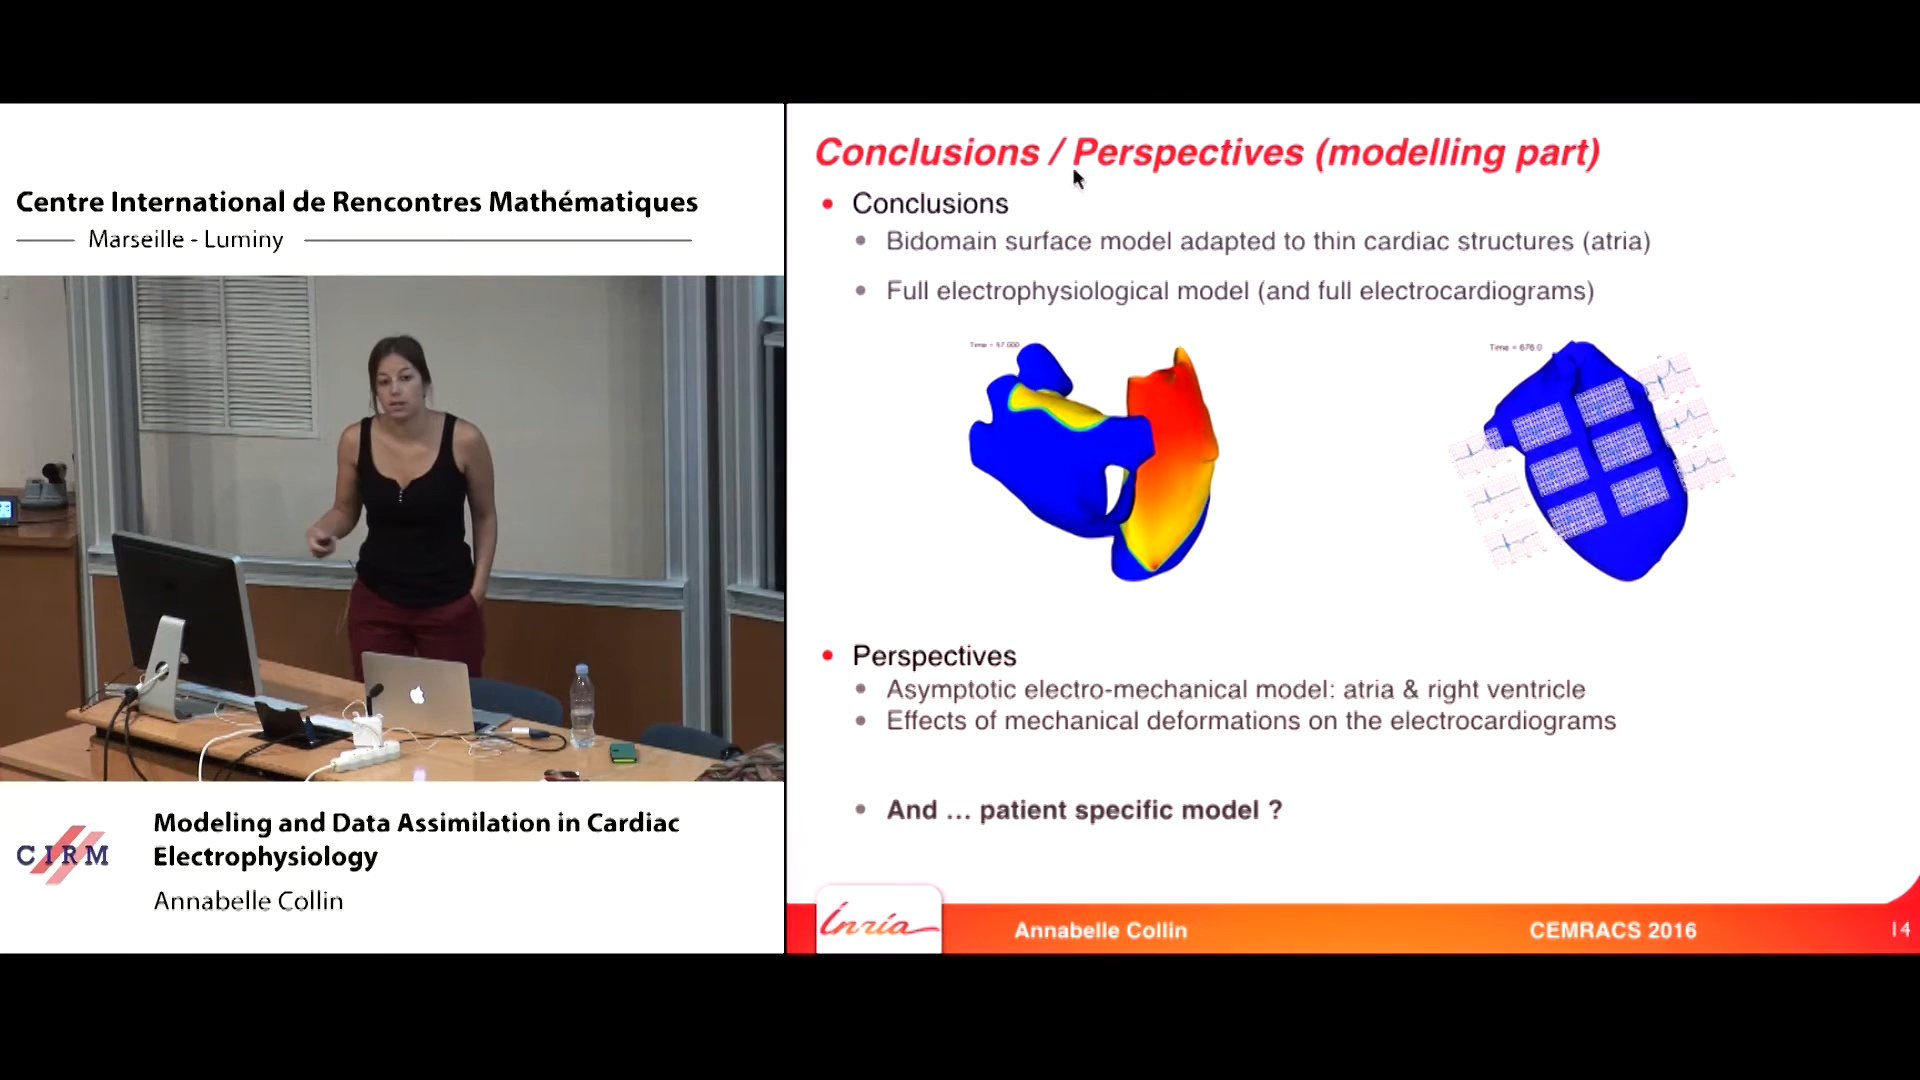 Centre International de Rencontres Mathématiques
Marseille - Luminy
CIRM
Modeling and Data Assimilation in Cardiac
Electrophysiology
Annabelle Collin
Conclusions / Perspectives (modelling part)
Conclusions
Bidomain surface model adapted to thin cardiac structures (atria)
Full electrophysiological model (and full electrocardiograms)
Time = 57.000
Time = 676.0
Perspectives
Asymptotic electro-mechanical model: atria & right ventricle
Effects of mechanical deformations on the electrocardiograms
And ... patient specific model ?
Inria
Annabelle Collin
CEMRACS 2016
14